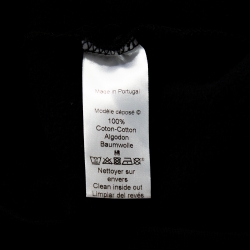 Made in Portugal
Modèle déposé ©
100%
Coton-Cotton
Algodon
Baumwolle
M
Nettoyer sur
envers
Clean inside out
Limpiar del revés